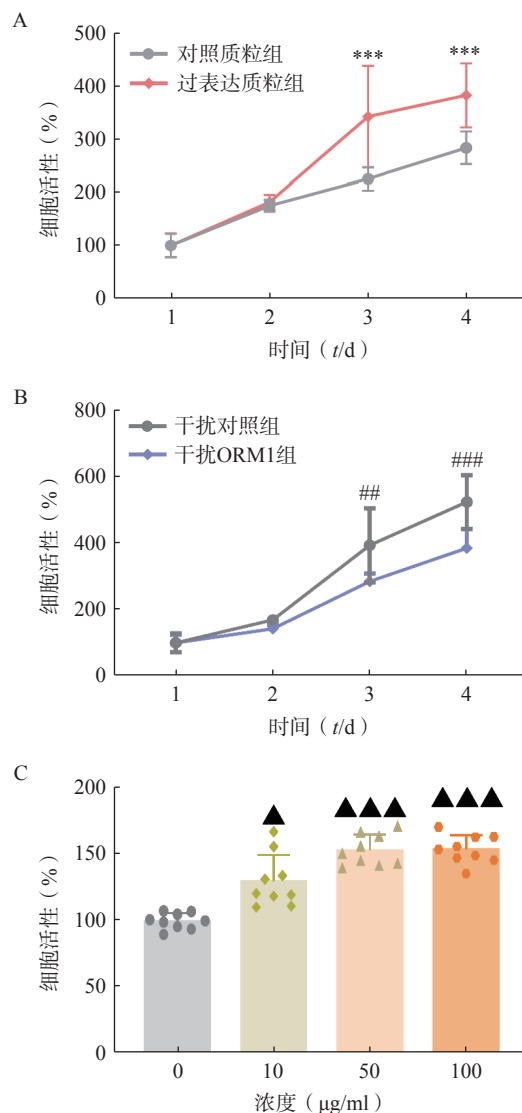 A
500
400
300
200
100
0
细胞活性（%）
对照质粒组
过表达质粒组
***
***
1 2 3 4
时间（t/d）
B
800
600
400
200
0
细胞活性（%）
干扰对照组
干扰ORM1组
##
###
1 2 3 4
时间（t/d）
C
200
150
100
50
0
细胞活性（%）
▲
▲▲▲
▲▲▲
0 10 50 100
浓度（μg/ml）